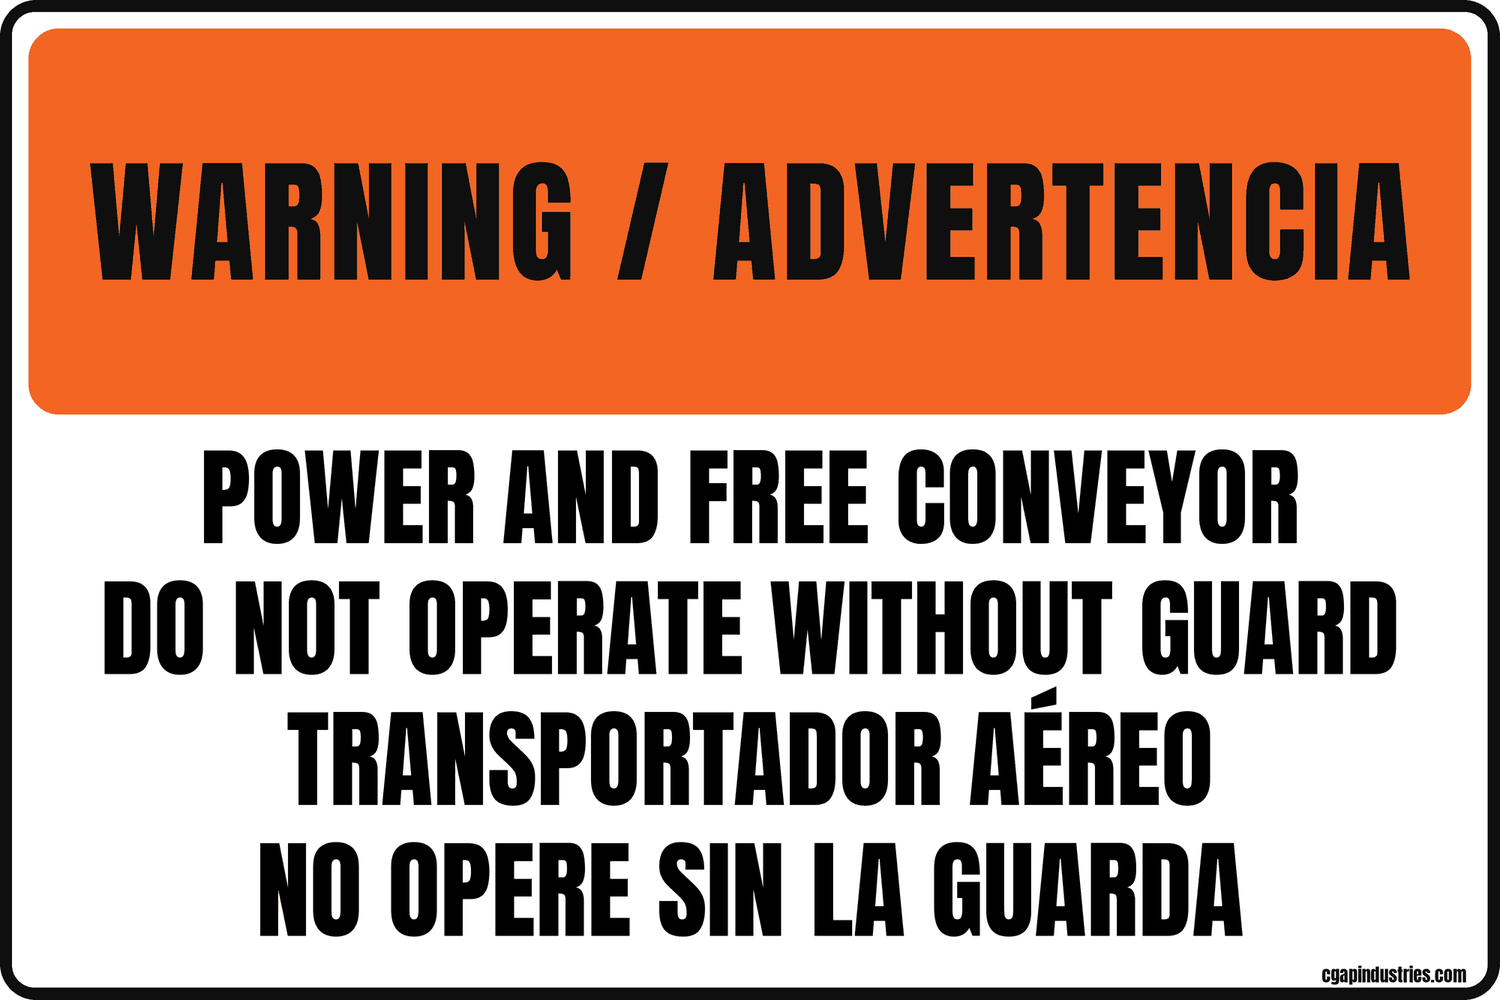 WARNING / ADVERTENCIA
POWER AND FREE CONVEYOR
DO NOT OPERATE WITHOUT GUARD
TRANSPORTADOR AÉREO
NO OPERE SIN LA GUARDA
cgapindustries.com